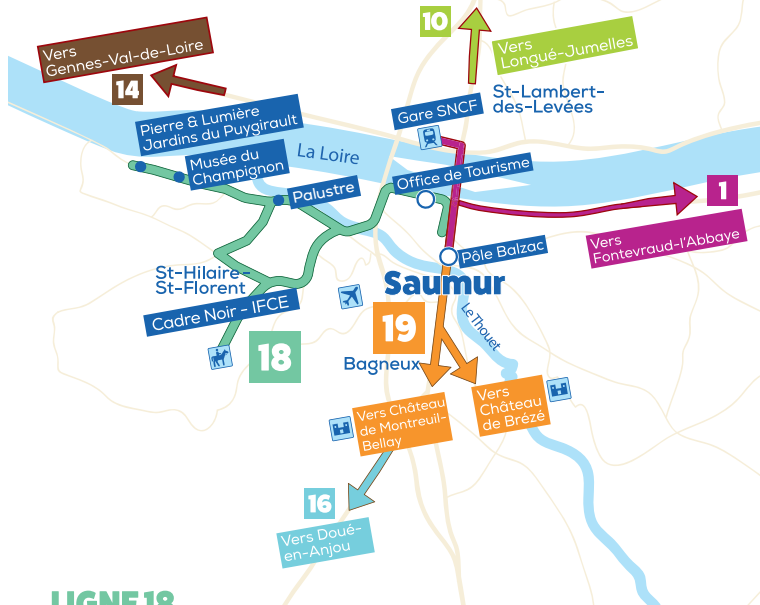 10
Vers
Longué-Jumelles
Vers
Gennes-Val-de-Loire
14
St-Lambert-
des-Levées
Gare SNCF
Pierre & Lumière
Jardins du Puygirault
Musée du
Champignon
La Loire
Office de Tourisme
Palustre
1
Vers
Fontevraud-l'Abbaye
Pôle Balzac
St-Hilaire-
St-Florent
Saumur
Cadre Noir - IFCE
19
Le Thouet
18
Bagneux
Vers
Château
de Brézé
Vers Château
de Montreuil-
Bellay
16
Vers Doué-
en-Anjou
LIGNE 18